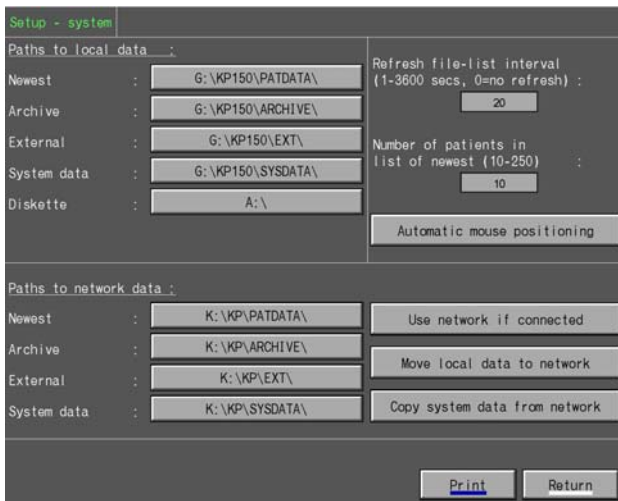 Setup - system
Paths to local data :
Newest : G:\KP150\PATDATA\
Archive : G:\KP150\ARCHIVE\
External : G:\KP150\EXT\
System data : G:\KP150\SYSDATA\
Diskette : A:\
Refresh file-list interval
(1-3600 secs, 0=no refresh) :
20
Number of patients in
list of newest (10-250) :
10
Automatic mouse positioning
Paths to network data :
Newest : K:\KP\PATDATA\
Archive : K:\KP\ARCHIVE\
External : K:\KP\EXT\
System data : K:\KP\SYSDATA\
Use network if connected
Move local data to network
Copy system data from network
Print
Return